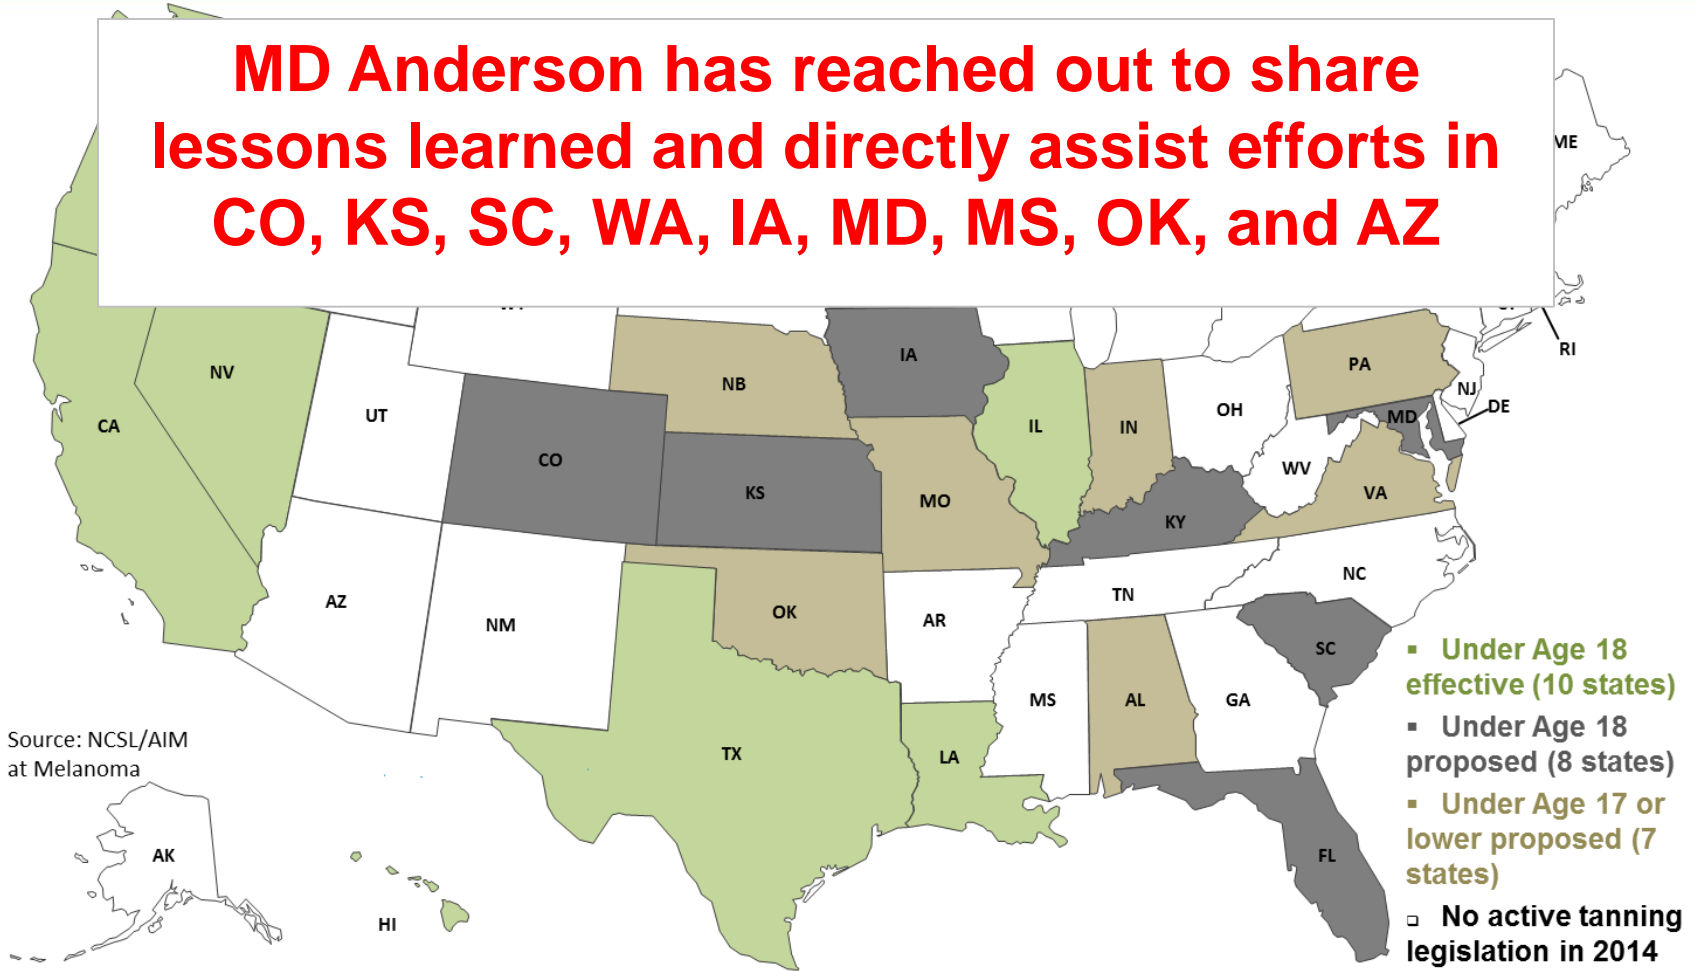 MD Anderson has reached out to share
lessons learned and directly assist efforts in
CO, KS, SC, WA, IA, MD, MS, OK, and AZ
ME
RI
NV
NB
IA
PA
NJ
DE
UT
CA
CO
KS
MO
IL
IN
OH
MD
WV
VA
KY
NC
TN
AZ
NM
OK
AR
SC
MS
AL
GA
TX
LA
FL
AK
HI
Source: NCSL/AIM
at Melanoma
▪ Under Age 18
effective (10 states)
▪ Under Age 18
proposed (8 states)
▪ Under Age 17 or
lower proposed (7
states)
❑ No active tanning
legislation in 2014